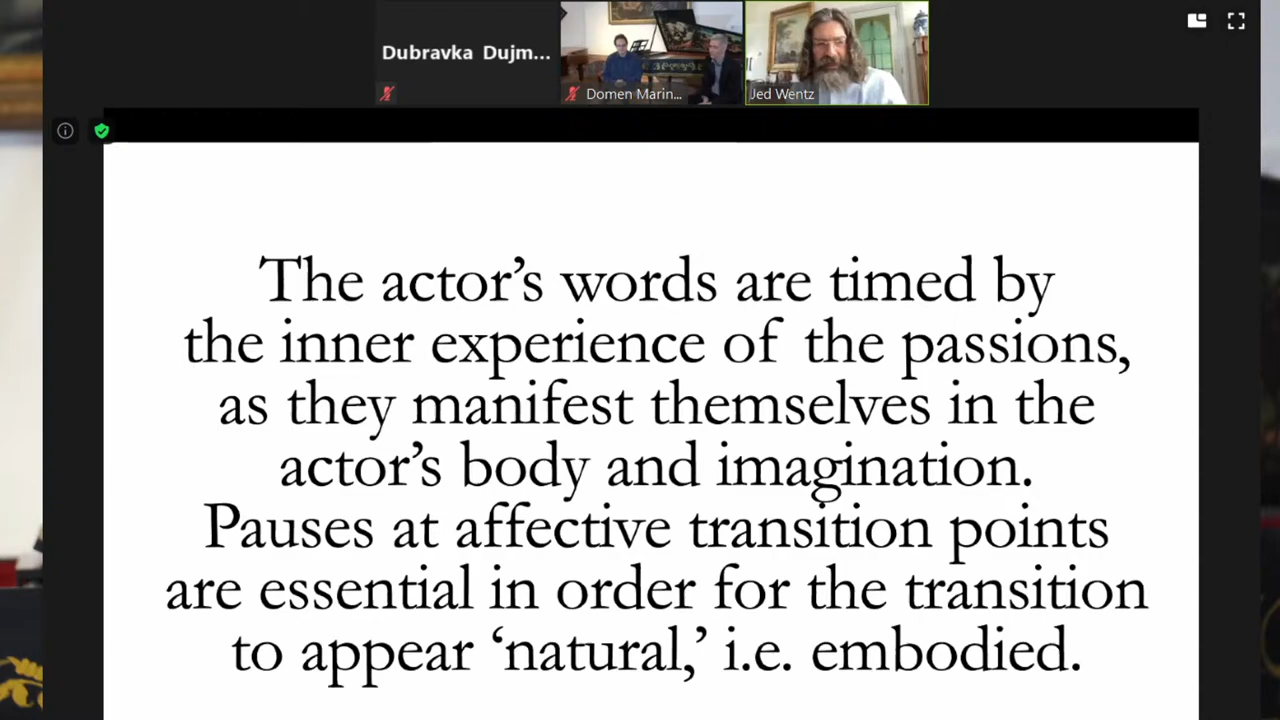 Dubravka Dujm...
Domen Marin...
Jed Wentz
The actor’s words are timed by
the inner experience of the passions,
as they manifest themselves in the
actor’s body and imagination.
Pauses at affective transition points
are essential in order for the transition
to appear ‘natural,’ i.e. embodied.